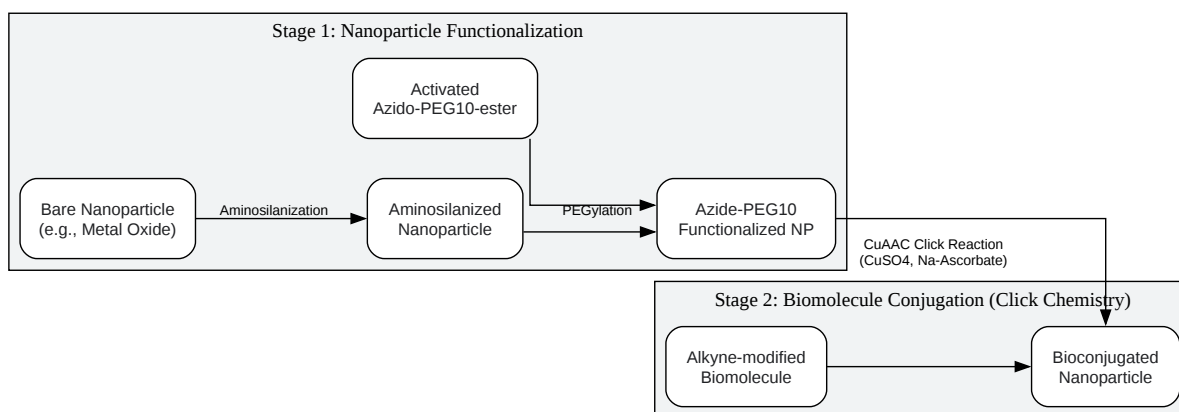 Stage 1: Nanoparticle Functionalization
Activated
Azido-PEG10-ester
Bare Nanoparticle
(e.g., Metal Oxide)
Aminosilanization
Aminosilanized
Nanoparticle
PEGylation
Azide-PEG10
Functionalized NP
CuAAC Click Reaction
(CuSO4, Na-Ascorbate)
Stage 2: Biomolecule Conjugation (Click Chemistry)
Alkyne-modified
Biomolecule
Bioconjugated
Nanoparticle